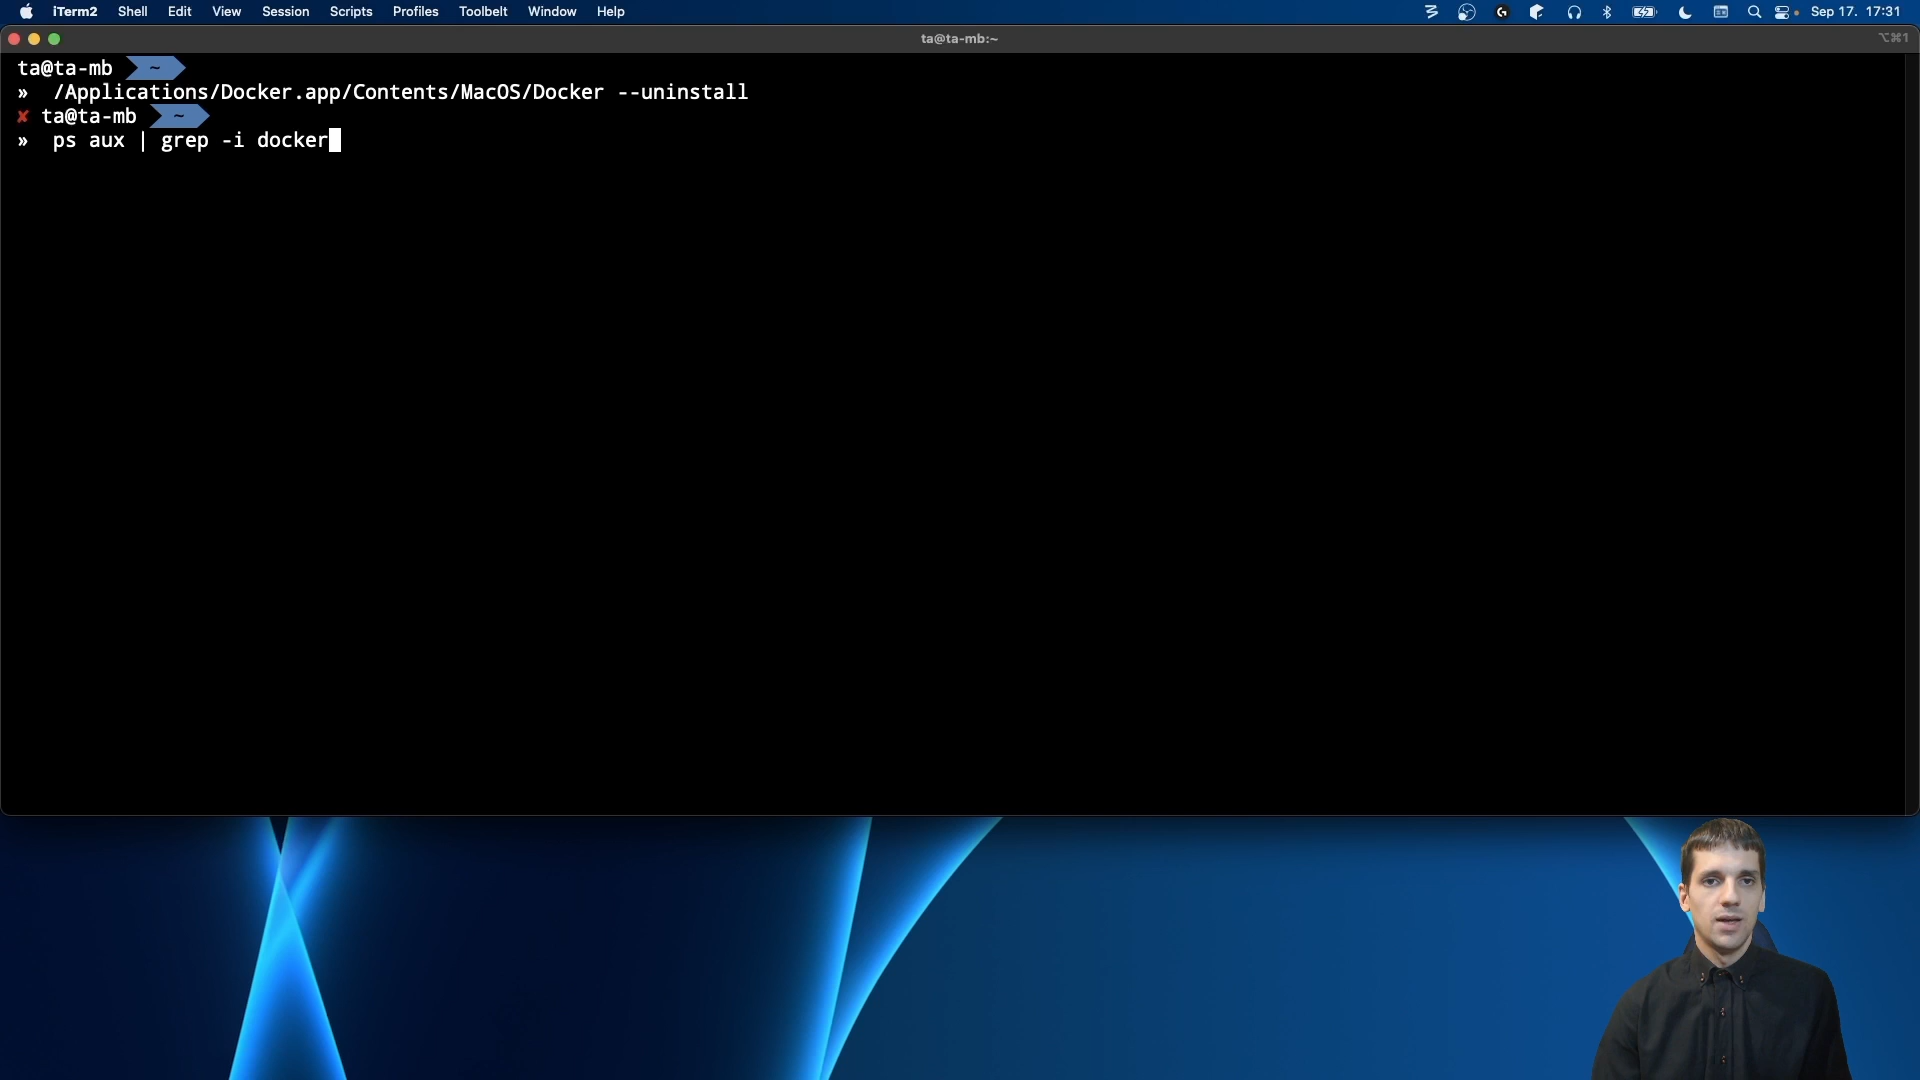 iTerm2 Shell Edit View Session Scripts Profiles Toolbelt Window Help Sep 17. 17:31
ta@ta-mb:~ ⌥⌘1
ta@ta-mb ~
» /Applications/Docker.app/Contents/MacOS/Docker --uninstall
✘ ta@ta-mb ~
» ps aux | grep -i docker